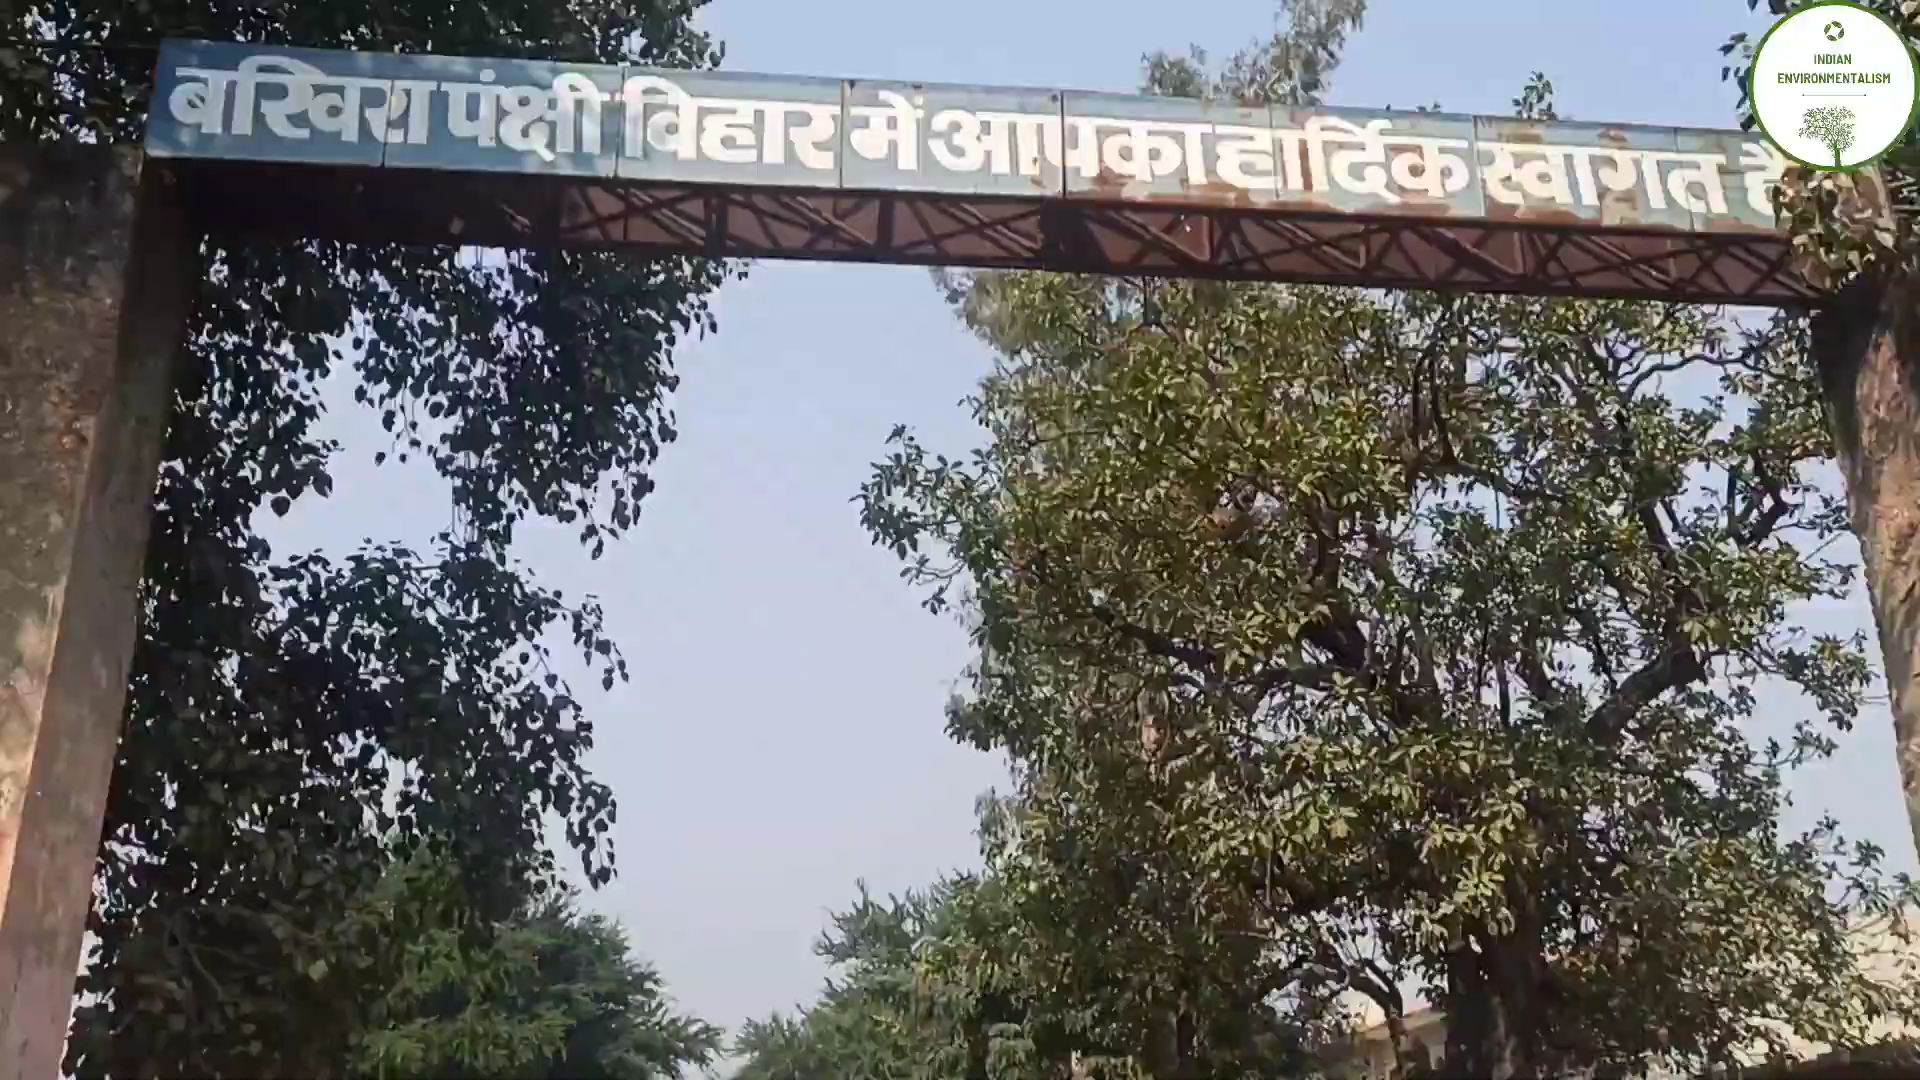 बखिरा पंक्षी विहार में आपका हार्दिक स्वागत है
INDIAN
ENVIRONMENTALISM